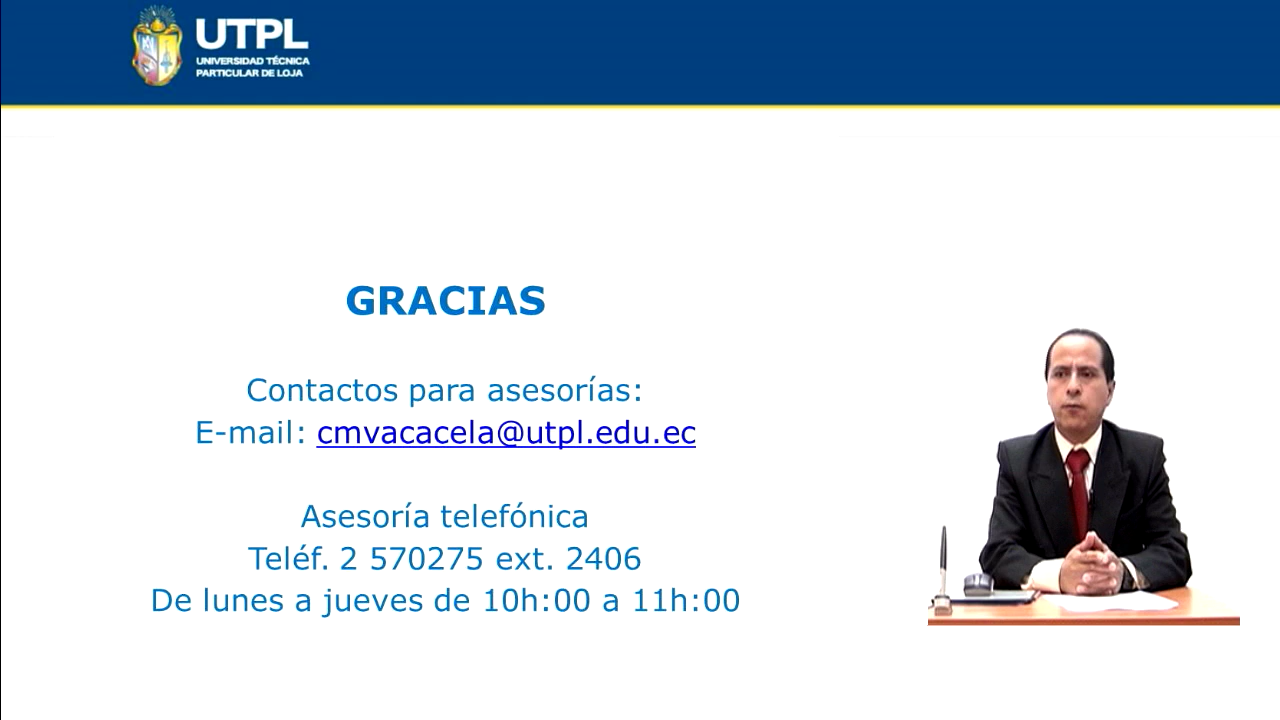 UTPL
UNIVERSIDAD TÉCNICA
PARTICULAR DE LOJA
GRACIAS
Contactos para asesorías:
E-mail: cmvacacela@utpl.edu.ec
Asesoría telefónica
Teléf. 2 570275 ext. 2406
De lunes a jueves de 10h:00 a 11h:00